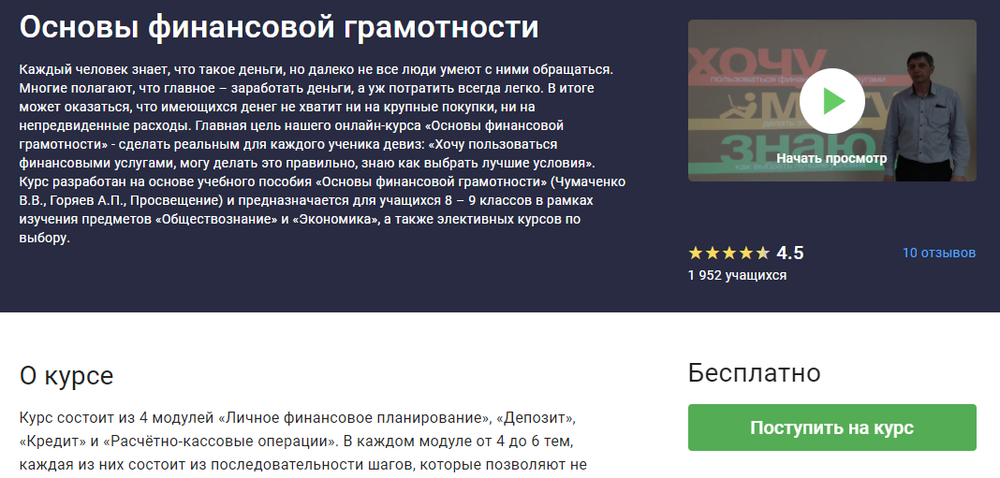 Основы финансовой грамотности
Каждый человек знает, что такое деньги, но далеко не все люди умеют с ними обращаться.
Многие полагают, что главное – заработать деньги, а уж потратить всегда легко. В итоге
может оказаться, что имеющихся денег не хватит ни на крупные покупки, ни на
непредвиденные расходы. Главная цель нашего онлайн-курса «Основы финансовой
грамотности» - сделать реальным для каждого ученика девиз: «Хочу пользоваться
финансовыми услугами, могу делать это правильно, знаю как выбрать лучшие условия».
Курс разработан на основе учебного пособия «Основы финансовой грамотности» (Чумаченко
В.В., Горяев А.П., Просвещение) и предназначается для учащихся 8 – 9 классов в рамках
изучения предметов «Обществознание» и «Экономика», а также элективных курсов по
выбору.
хочу
пользоваться финансовыми услугами
могу
делать это
знаю
как выбрать лучшие
Начать просмотр
4.5
10 отзывов
1 952 учащихся
О курсе
Курс состоит из 4 модулей «Личное финансовое планирование», «Депозит»,
«Кредит» и «Расчётно-кассовые операции». В каждом модуле от 4 до 6 тем,
каждая из них состоит из последовательности шагов, которые позволяют не
Бесплатно
Поступить на курс